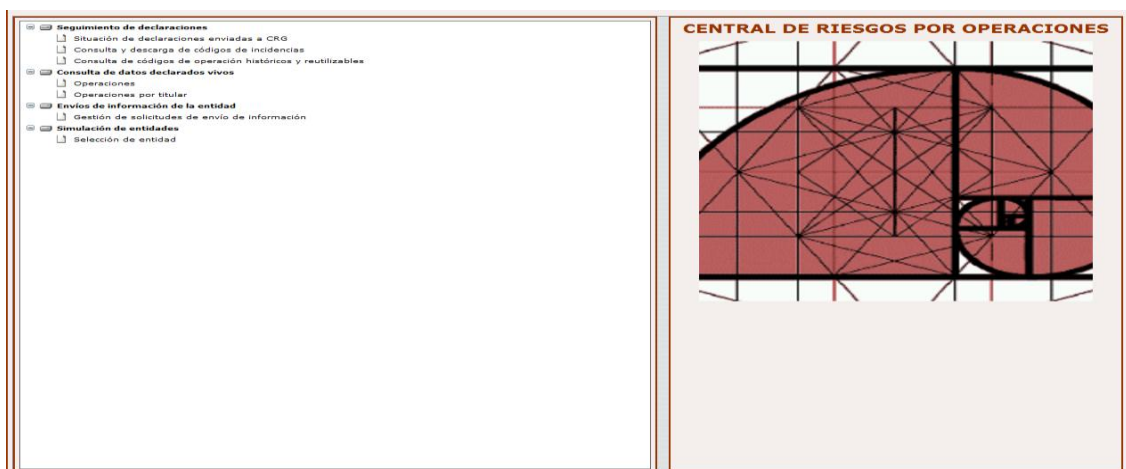 Seguimiento de declaraciones
Situación de declaraciones enviadas a CRG
Consulta y descarga de códigos de incidencias
Consulta de códigos de operación históricos y reutilizables
Consulta de datos declarados vivos
Operaciones
Operaciones por titular
Envíos de información de la entidad
Gestión de solicitudes de envío de información
Simulación de entidades
Selección de entidad
CENTRAL DE RIESGOS POR OPERACIONES